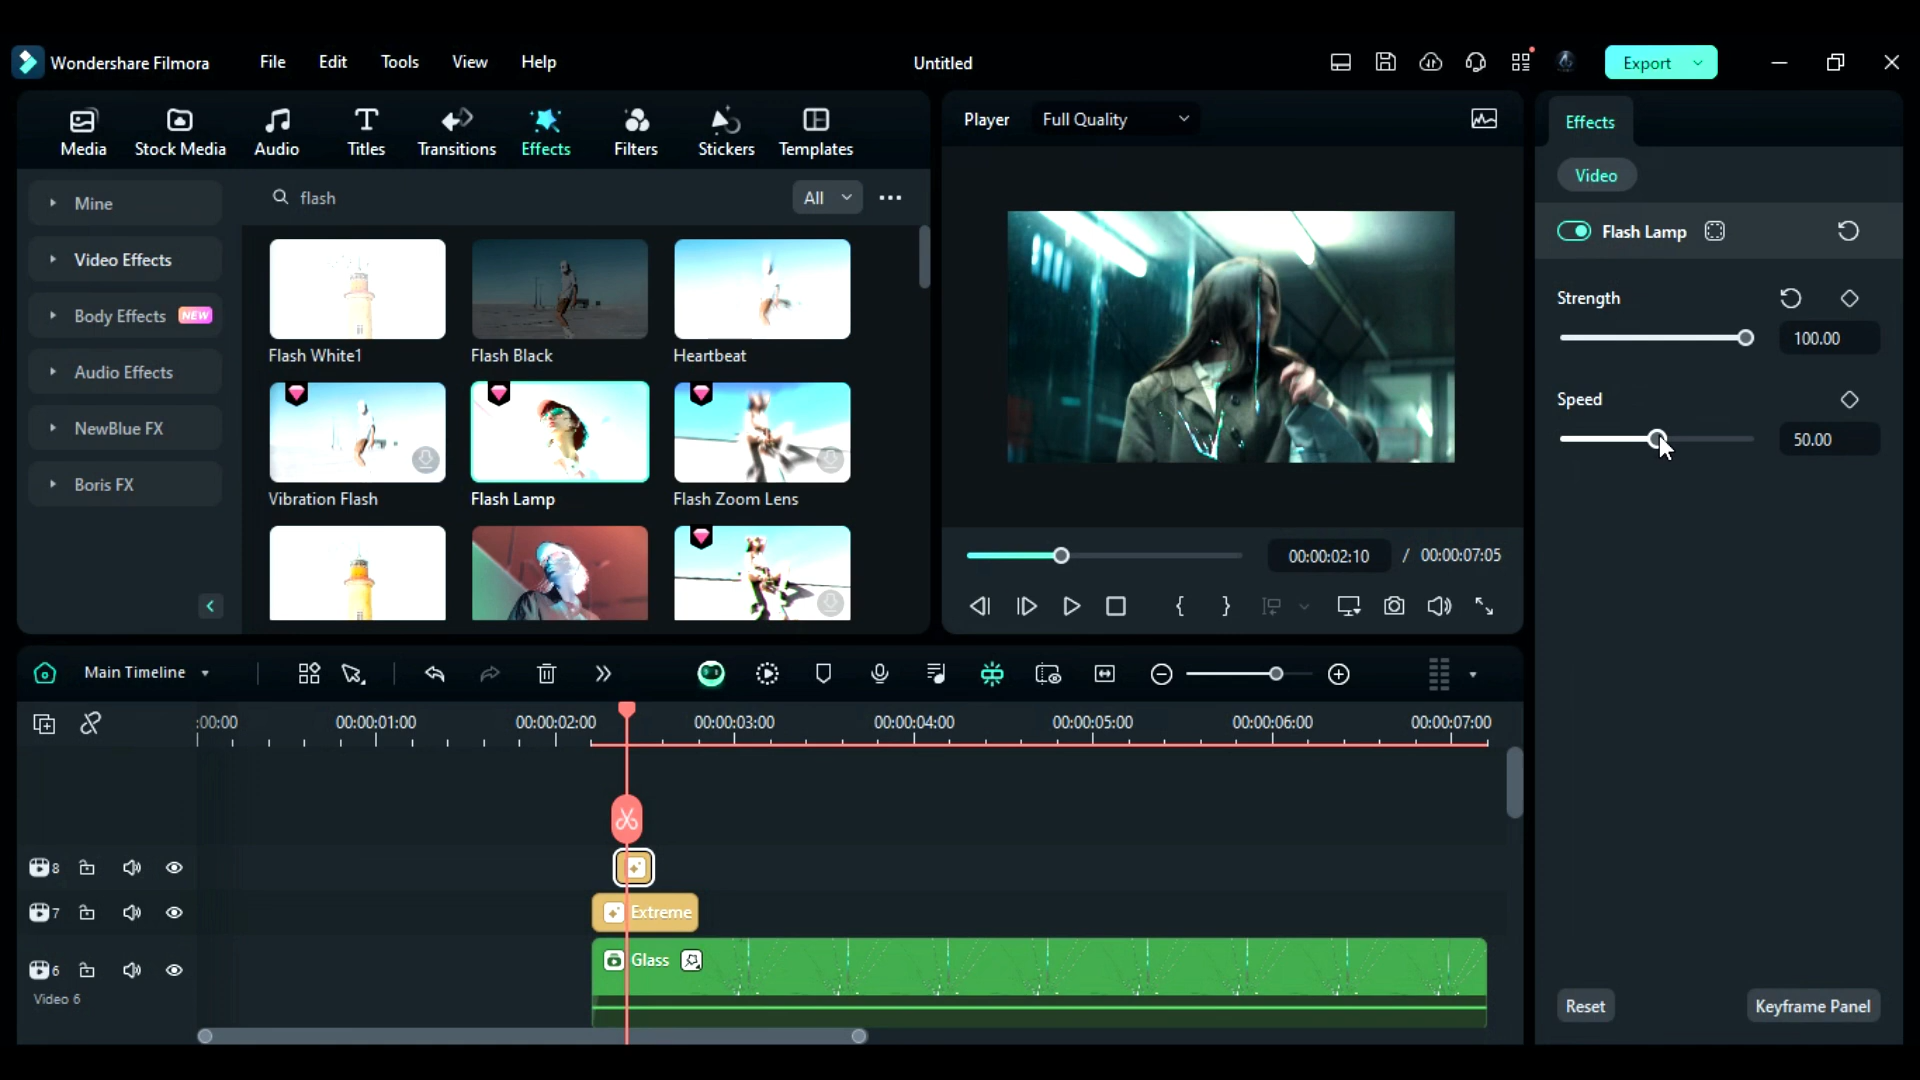 Wondershare Filmora
File
Edit
Tools
View
Help
Untitled
Export
Media
Stock Media
Audio
Titles
Transitions
Effects
Filters
Stickers
Templates
Player
Full Quality
Effects
Video
Mine
Video Effects
Body Effects NEW
Audio Effects
NewBlue FX
Boris FX
flash
All
Flash White1
Flash Black
Heartbeat
Vibration Flash
Flash Lamp
Flash Zoom Lens
Flash Lamp
Strength
100.00
Speed
50.00
00:00:02:10 / 00:00:07:05
Main Timeline
:00:00
00:00:01:00
00:00:02:00
00:00:03:00
00:00:04:00
00:00:05:00
00:00:06:00
00:00:07:00
8
7
Extreme
6
Glass
Video 6
Reset
Keyframe Panel